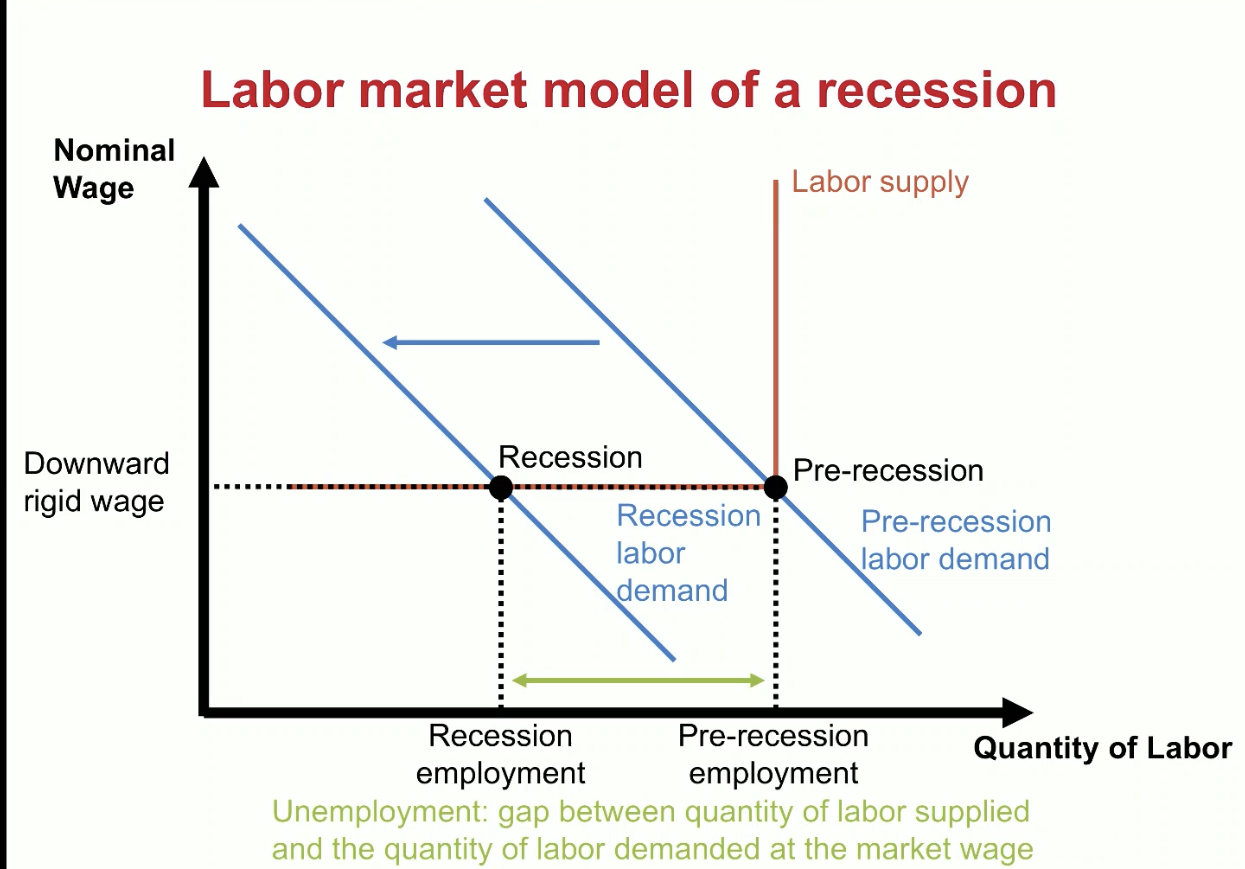 Labor market model of a recession
Nominal
Wage
Labor supply
Downward
rigid wage
Recession
Pre-recession
Recession
labor
demand
Pre-recession
labor demand
Recession
employment
Pre-recession
employment
Quantity of Labor
Unemployment: gap between quantity of labor supplied
and the quantity of labor demanded at the market wage